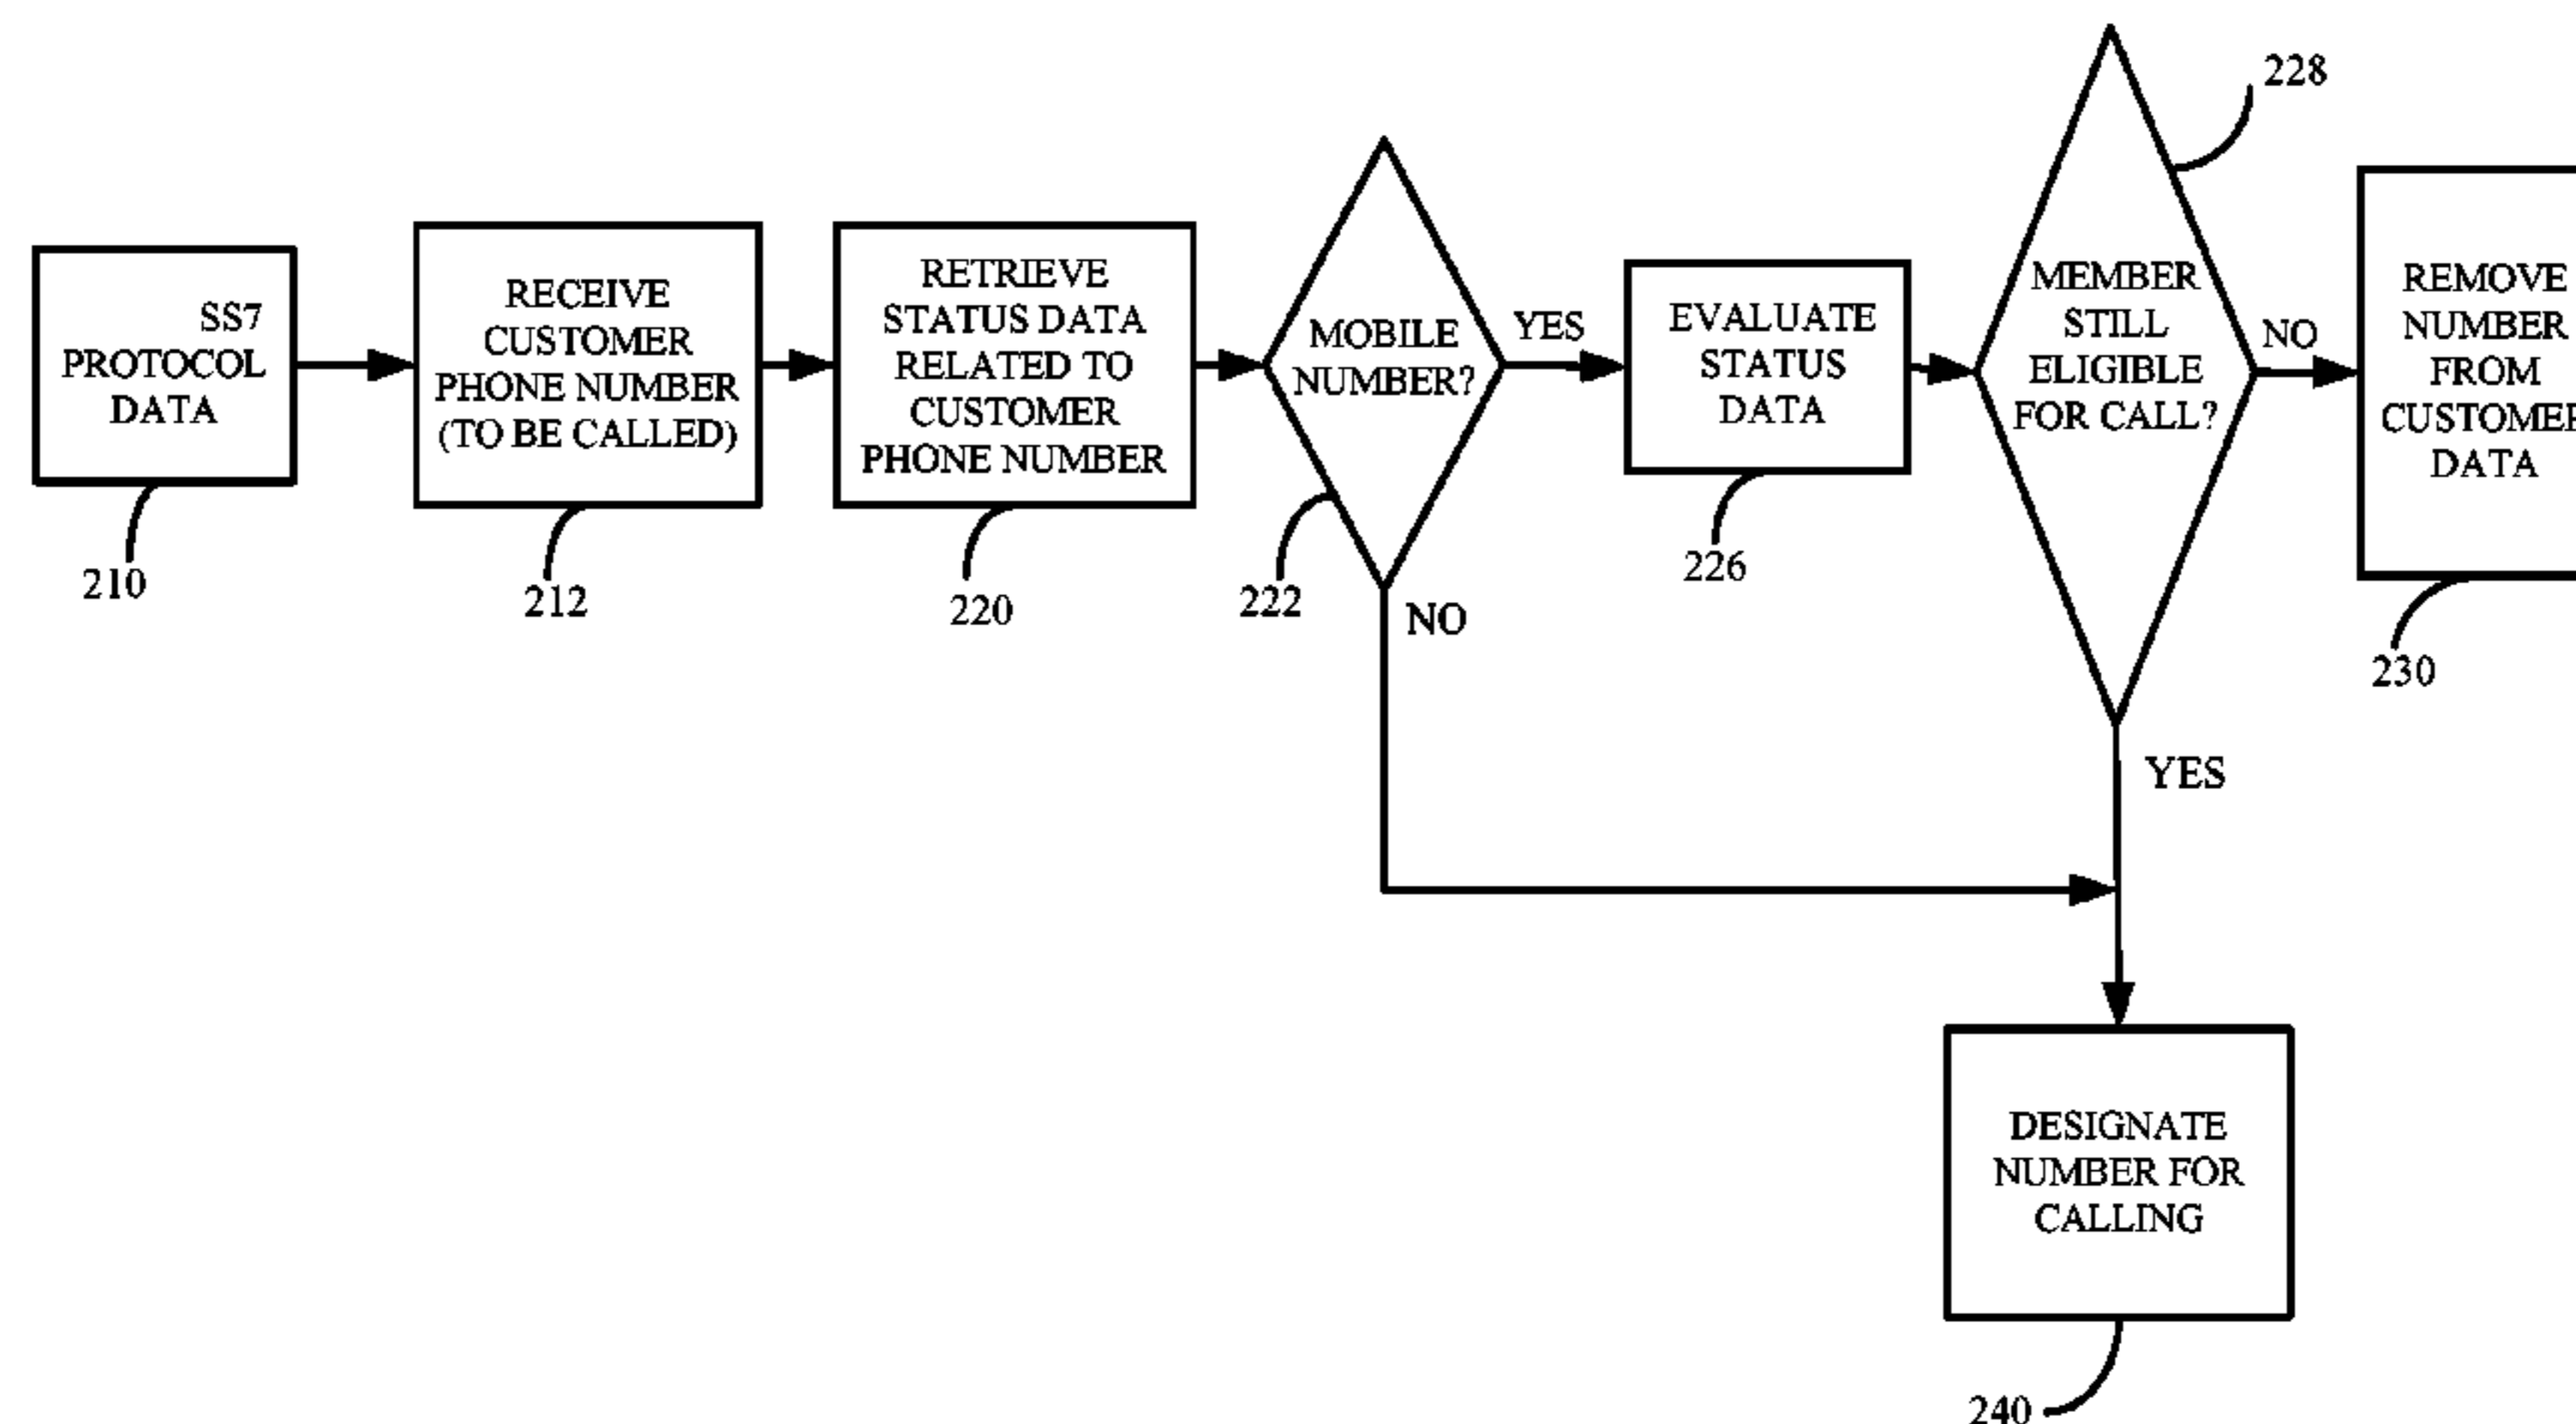 SS7
PROTOCOL
DATA
210
RECEIVE
CUSTOMER
PHONE NUMBER
(TO BE CALLED)
212
RETRIEVE
STATUS DATA
RELATED TO
CUSTOMER
PHONE NUMBER
220
MOBILE
NUMBER?
222
YES
NO
EVALUATE
STATUS
DATA
226
MEMBER
STILL
ELIGIBLE
FOR CALL?
228
NO
YES
REMOVE
NUMBER
FROM
CUSTOMER
DATA
230
DESIGNATE
NUMBER FOR
CALLING
240